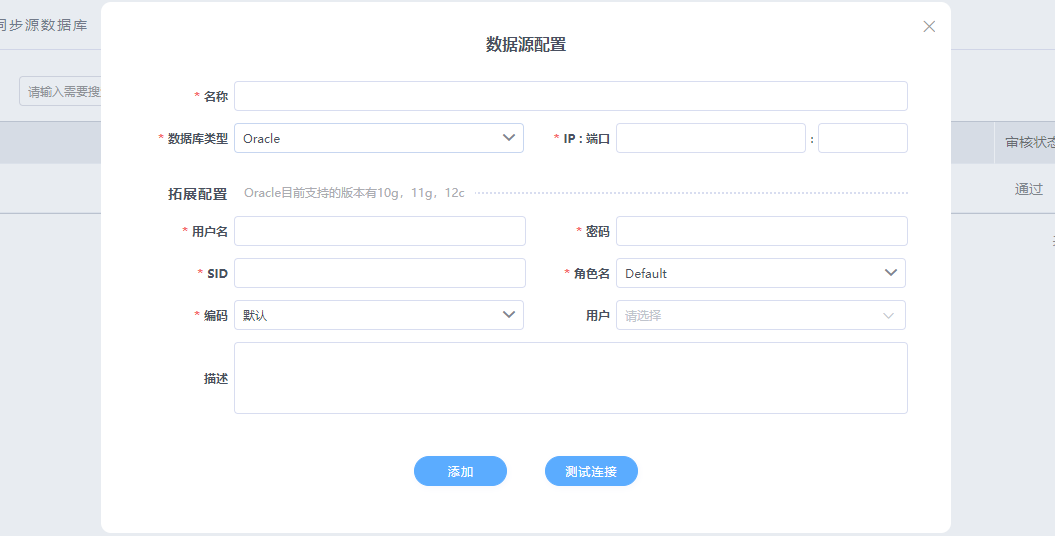 同步源数据库
数据源配置
请输入需要搜
* 名称
* 数据库类型 Oracle * IP : 端口 :
审核状态
拓展配置 Oracle目前支持的版本有10g，11g，12c
通过
* 用户名 * 密码
* SID * 角色名 Default
* 编码 默认 用户 请选择
描述
添加 测试连接